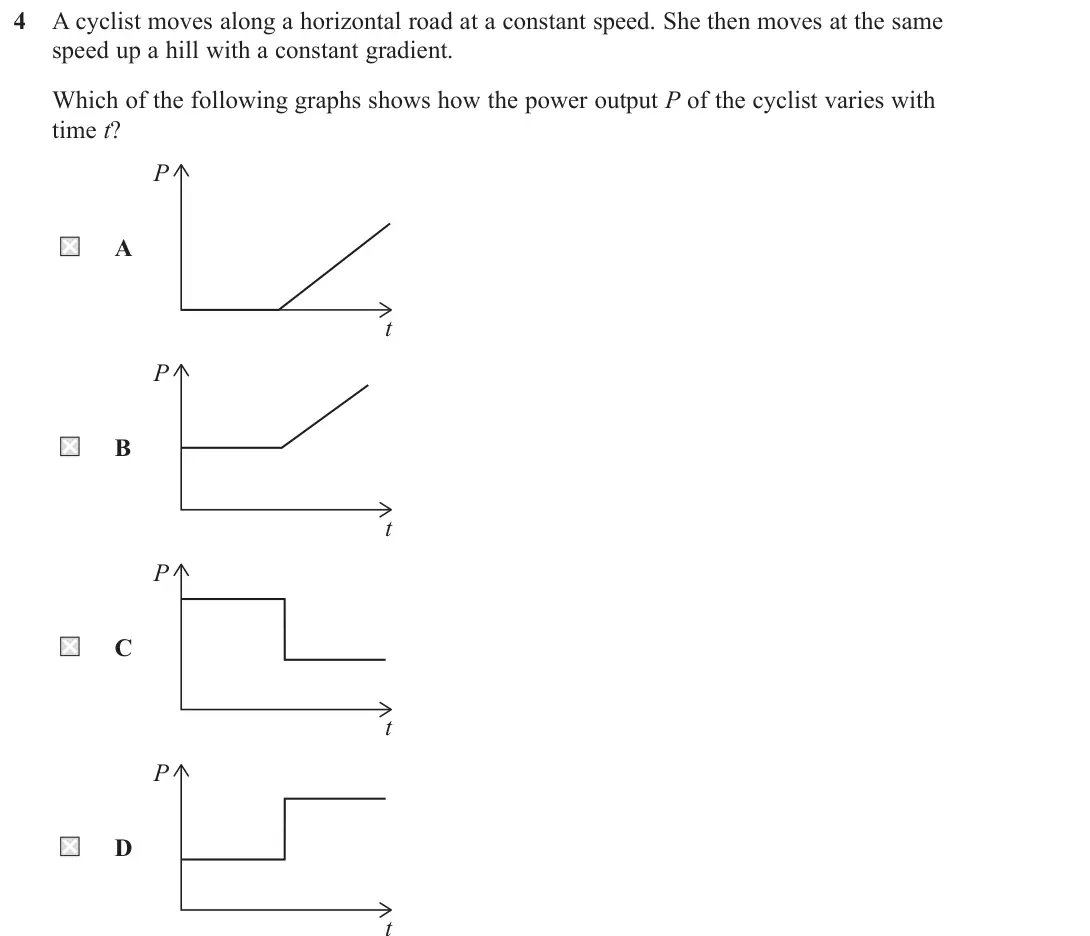 4 A cyclist moves along a horizontal road at a constant speed. She then moves at the same
speed up a hill with a constant gradient.
Which of the following graphs shows how the power output P of the cyclist varies with
time t?
P
A
t
P
B
t
P
C
t
P
D
t